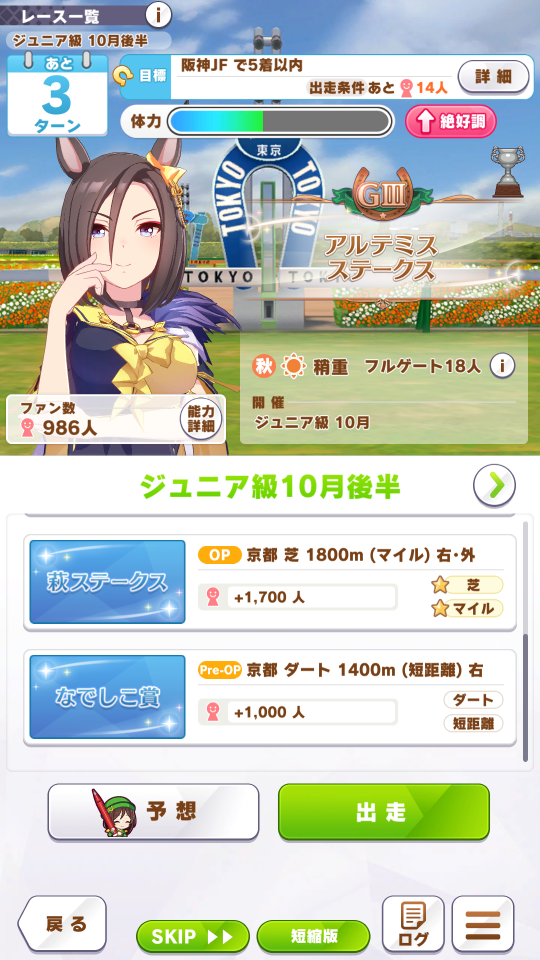 レース一覧
i
ジュニア級 10月後半
あと
3
ターン
目標
阪神JF で5着以内
出走条件 あと 14人
詳細
体力
絶好調
東京
TOKYO
TOKYO
TOKYO
TOKYO
GIII
アルテミス
ステークス
秋 稍重 フルゲート18人 i
開催
ジュニア級 10月
ファン数
986人
能力
詳細
ジュニア級10月後半
萩ステークス
OP 京都 芝 1800m (マイル) 右・外
+1,700 人
芝
マイル
なでしこ賞
Pre-OP 京都 ダート 1400m (短距離) 右
+1,000 人
ダート
短距離
予想
出走
戻る
SKIP
短縮版
ログ